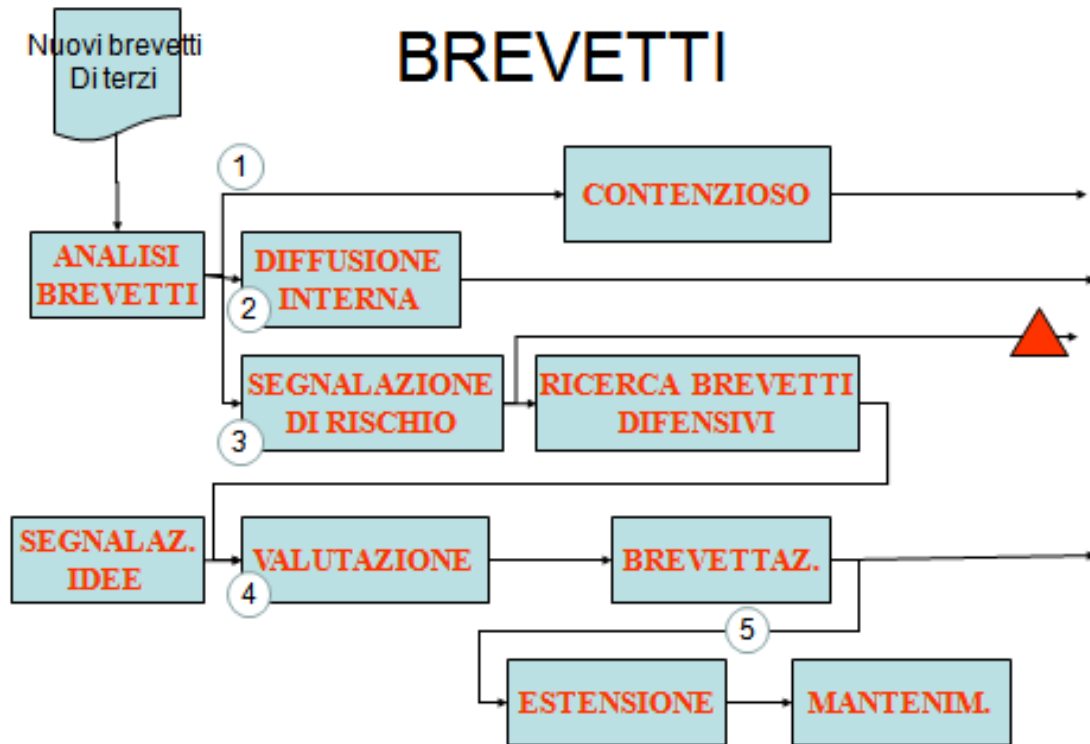 Nuovi brevetti
Di terzi
BREVETTI
1
CONTENZIOSO
ANALISI
BREVETTI
DIFFUSIONE
INTERNA
2
SEGNALAZIONE
DI RISCHIO
3
RICERCA BREVETTI
DIFENSIVI
SEGNALAZ.
IDEE
VALUTAZIONE
4
BREVETTAZ.
5
ESTENSIONE
MANTENIM.